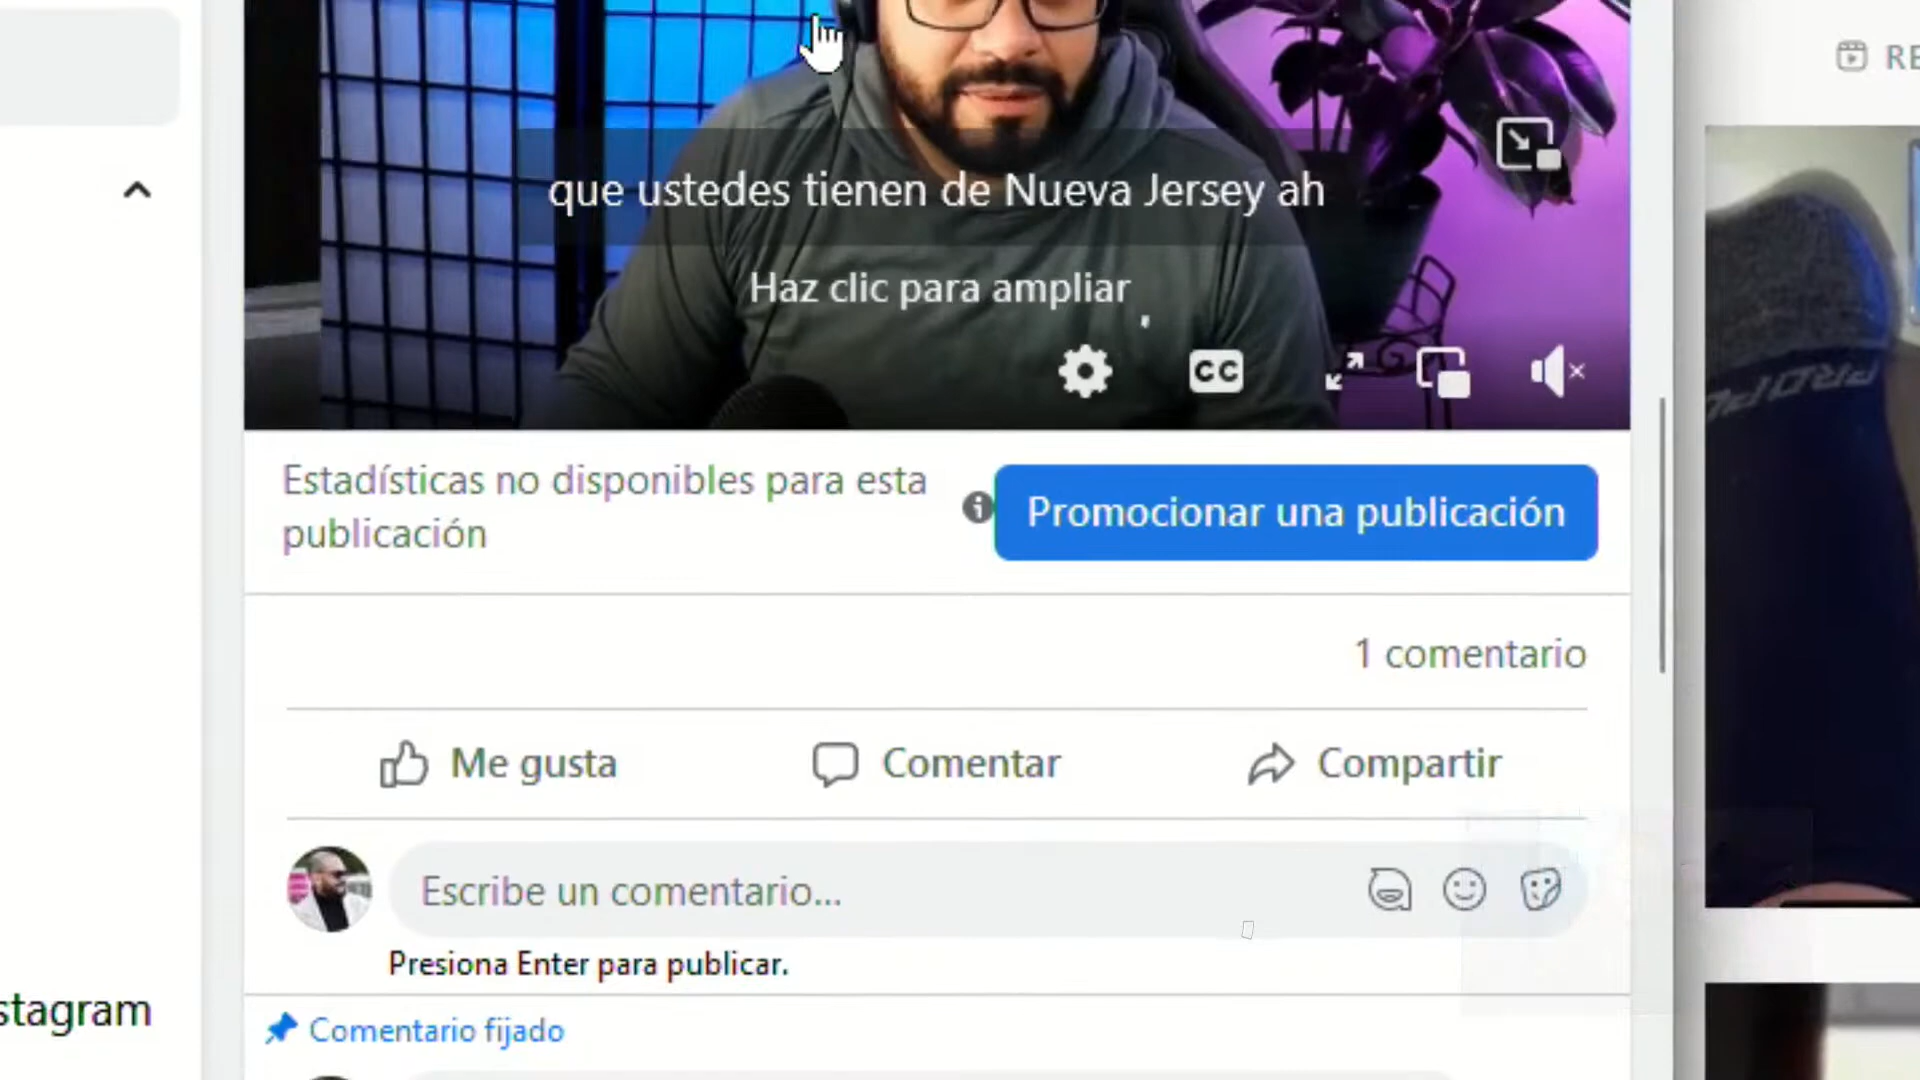 RE
que ustedes tienen de Nueva Jersey ah
Haz clic para ampliar
CC
Estadísticas no disponibles para esta
publicación
Promocionar una publicación
1 comentario
Me gusta
Comentar
Compartir
Escribe un comentario...
Presiona Enter para publicar.
stagram
Comentario fijado